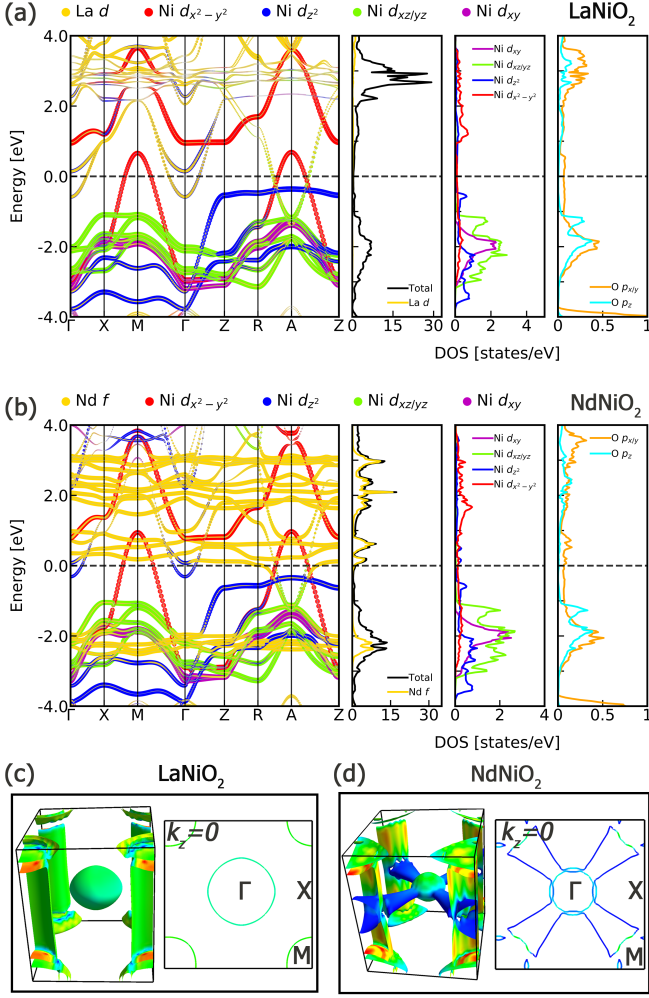 (a) La d Ni dx²−y² Ni dz² Ni dxz/yz Ni dxy LaNiO₂
Energy [eV]
4.0
2.0
0.0
−2.0
−4.0
Γ X M Γ Z R A Z
Total
La d
0 15 30
Ni dxy
Ni dxz/yz
Ni dz²
Ni dx²−y²
0 2 4
O px/y
O pz
0 0.5 1
DOS [states/eV]
(b) Nd f Ni dx²−y² Ni dz² Ni dxz/yz Ni dxy NdNiO₂
Energy [eV]
4.0
2.0
0.0
−2.0
−4.0
Γ X M Γ Z R A Z
Total
Nd f
0 15 30
Ni dxy
Ni dxz/yz
Ni dz²
Ni dx²−y²
0 2 4
O px/y
O pz
0 0.5 1
DOS [states/eV]
(c) LaNiO₂
kz=0
Γ X
M
(d) NdNiO₂
kz=0
Γ X
M